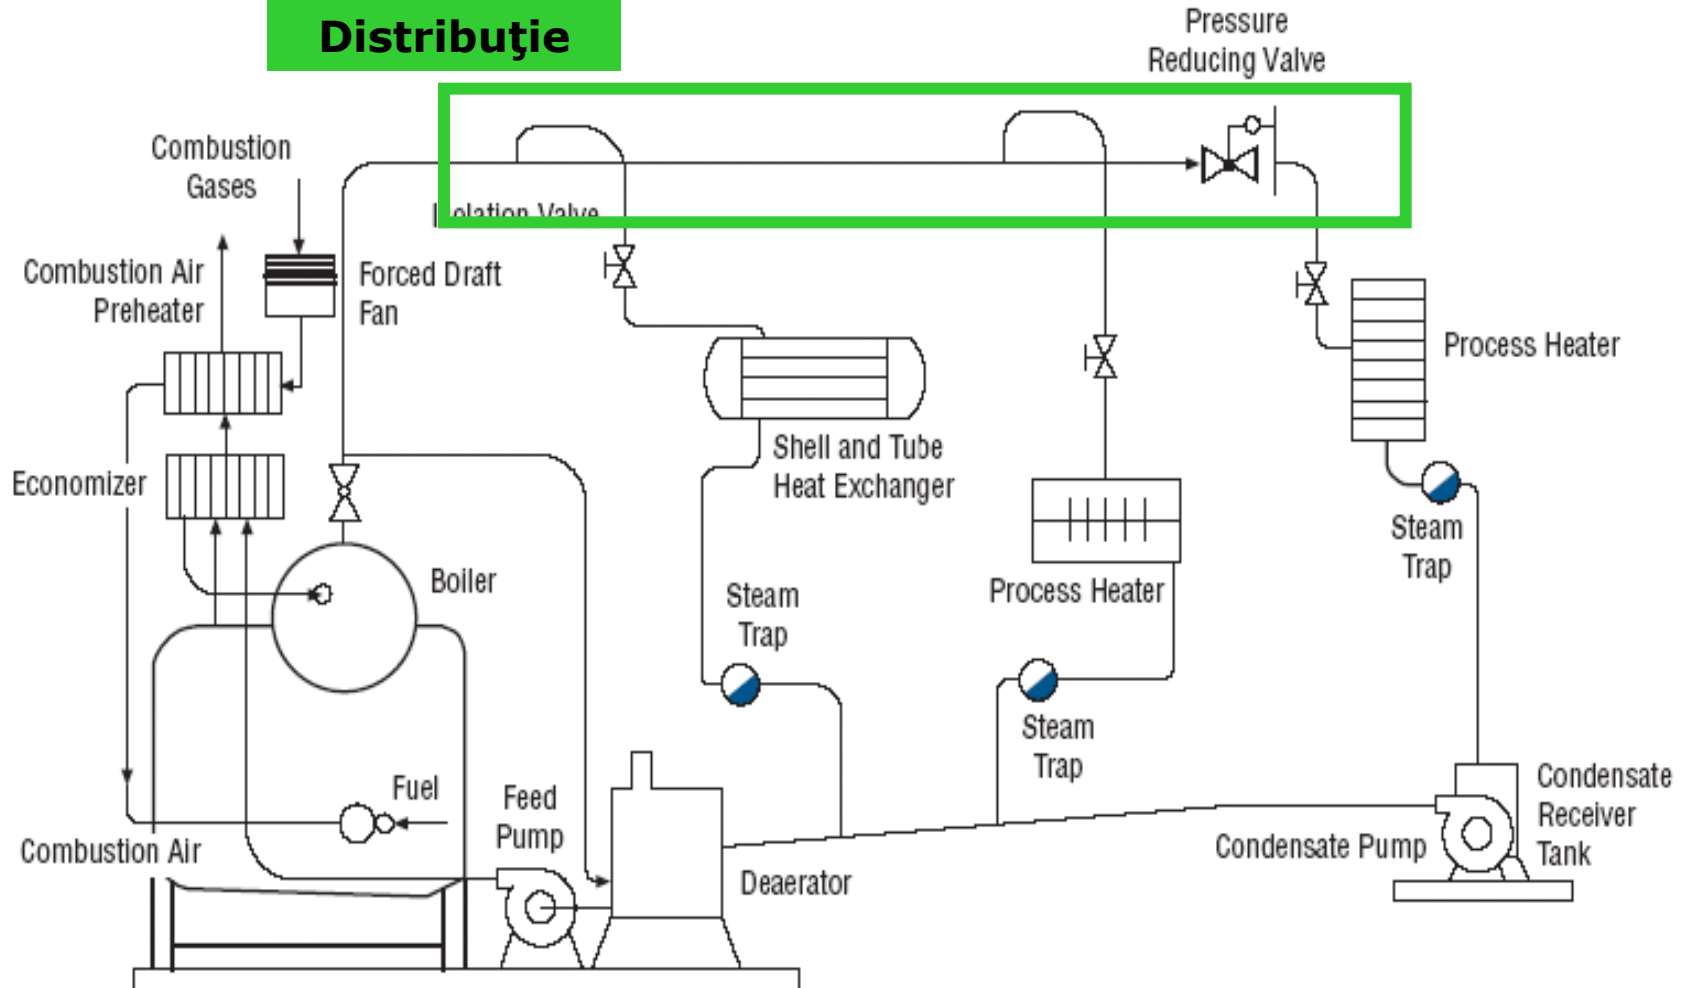 Distribuţie
Pressure
Reducing Valve
Combustion
Gases
Isolation Valve
Combustion Air
Preheater
Forced Draft
Fan
Process Heater
Shell and Tube
Heat Exchanger
Economizer
Steam
Trap
Boiler
Process Heater
Steam
Trap
Steam
Trap
Fuel
Feed
Pump
Condensate
Receiver
Tank
Combustion Air
Condensate Pump
Deaerator